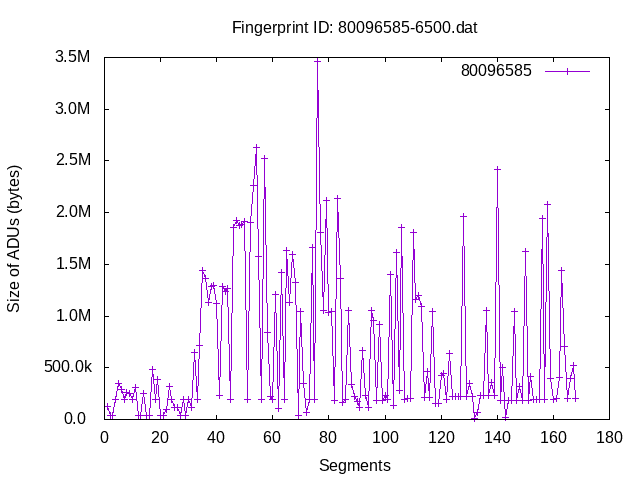 Fingerprint ID: 80096585-6500.dat
80096585
3.5M
3.0M
2.5M
2.0M
1.5M
1.0M
500.0k
0.0
Size of ADUs (bytes)
0 20 40 60 80 100 120 140 160 180
Segments